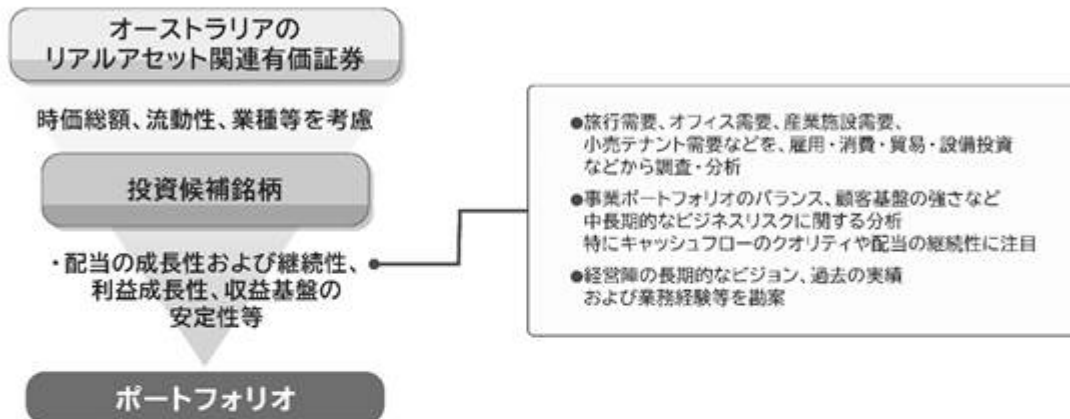 オーストラリアの
リアルアセット関連有価証券
時価総額、流動性、業種等を考慮
投資候補銘柄
・配当の成長性および継続性、
利益成長性、収益基盤の
安定性等
ポートフォリオ
●旅行需要、オフィス需要、産業施設需要、
小売テナント需要などを、雇用・消費・貿易・設備投資
などから調査・分析
●事業ポートフォリオのバランス、顧客基盤の強さなど
中長期的なビジネスリスクに関する分析
特にキャッシュフローのクオリティや配当の継続性に注目
●経営陣の長期的なビジョン、過去の実績
および業務経験等を勘案